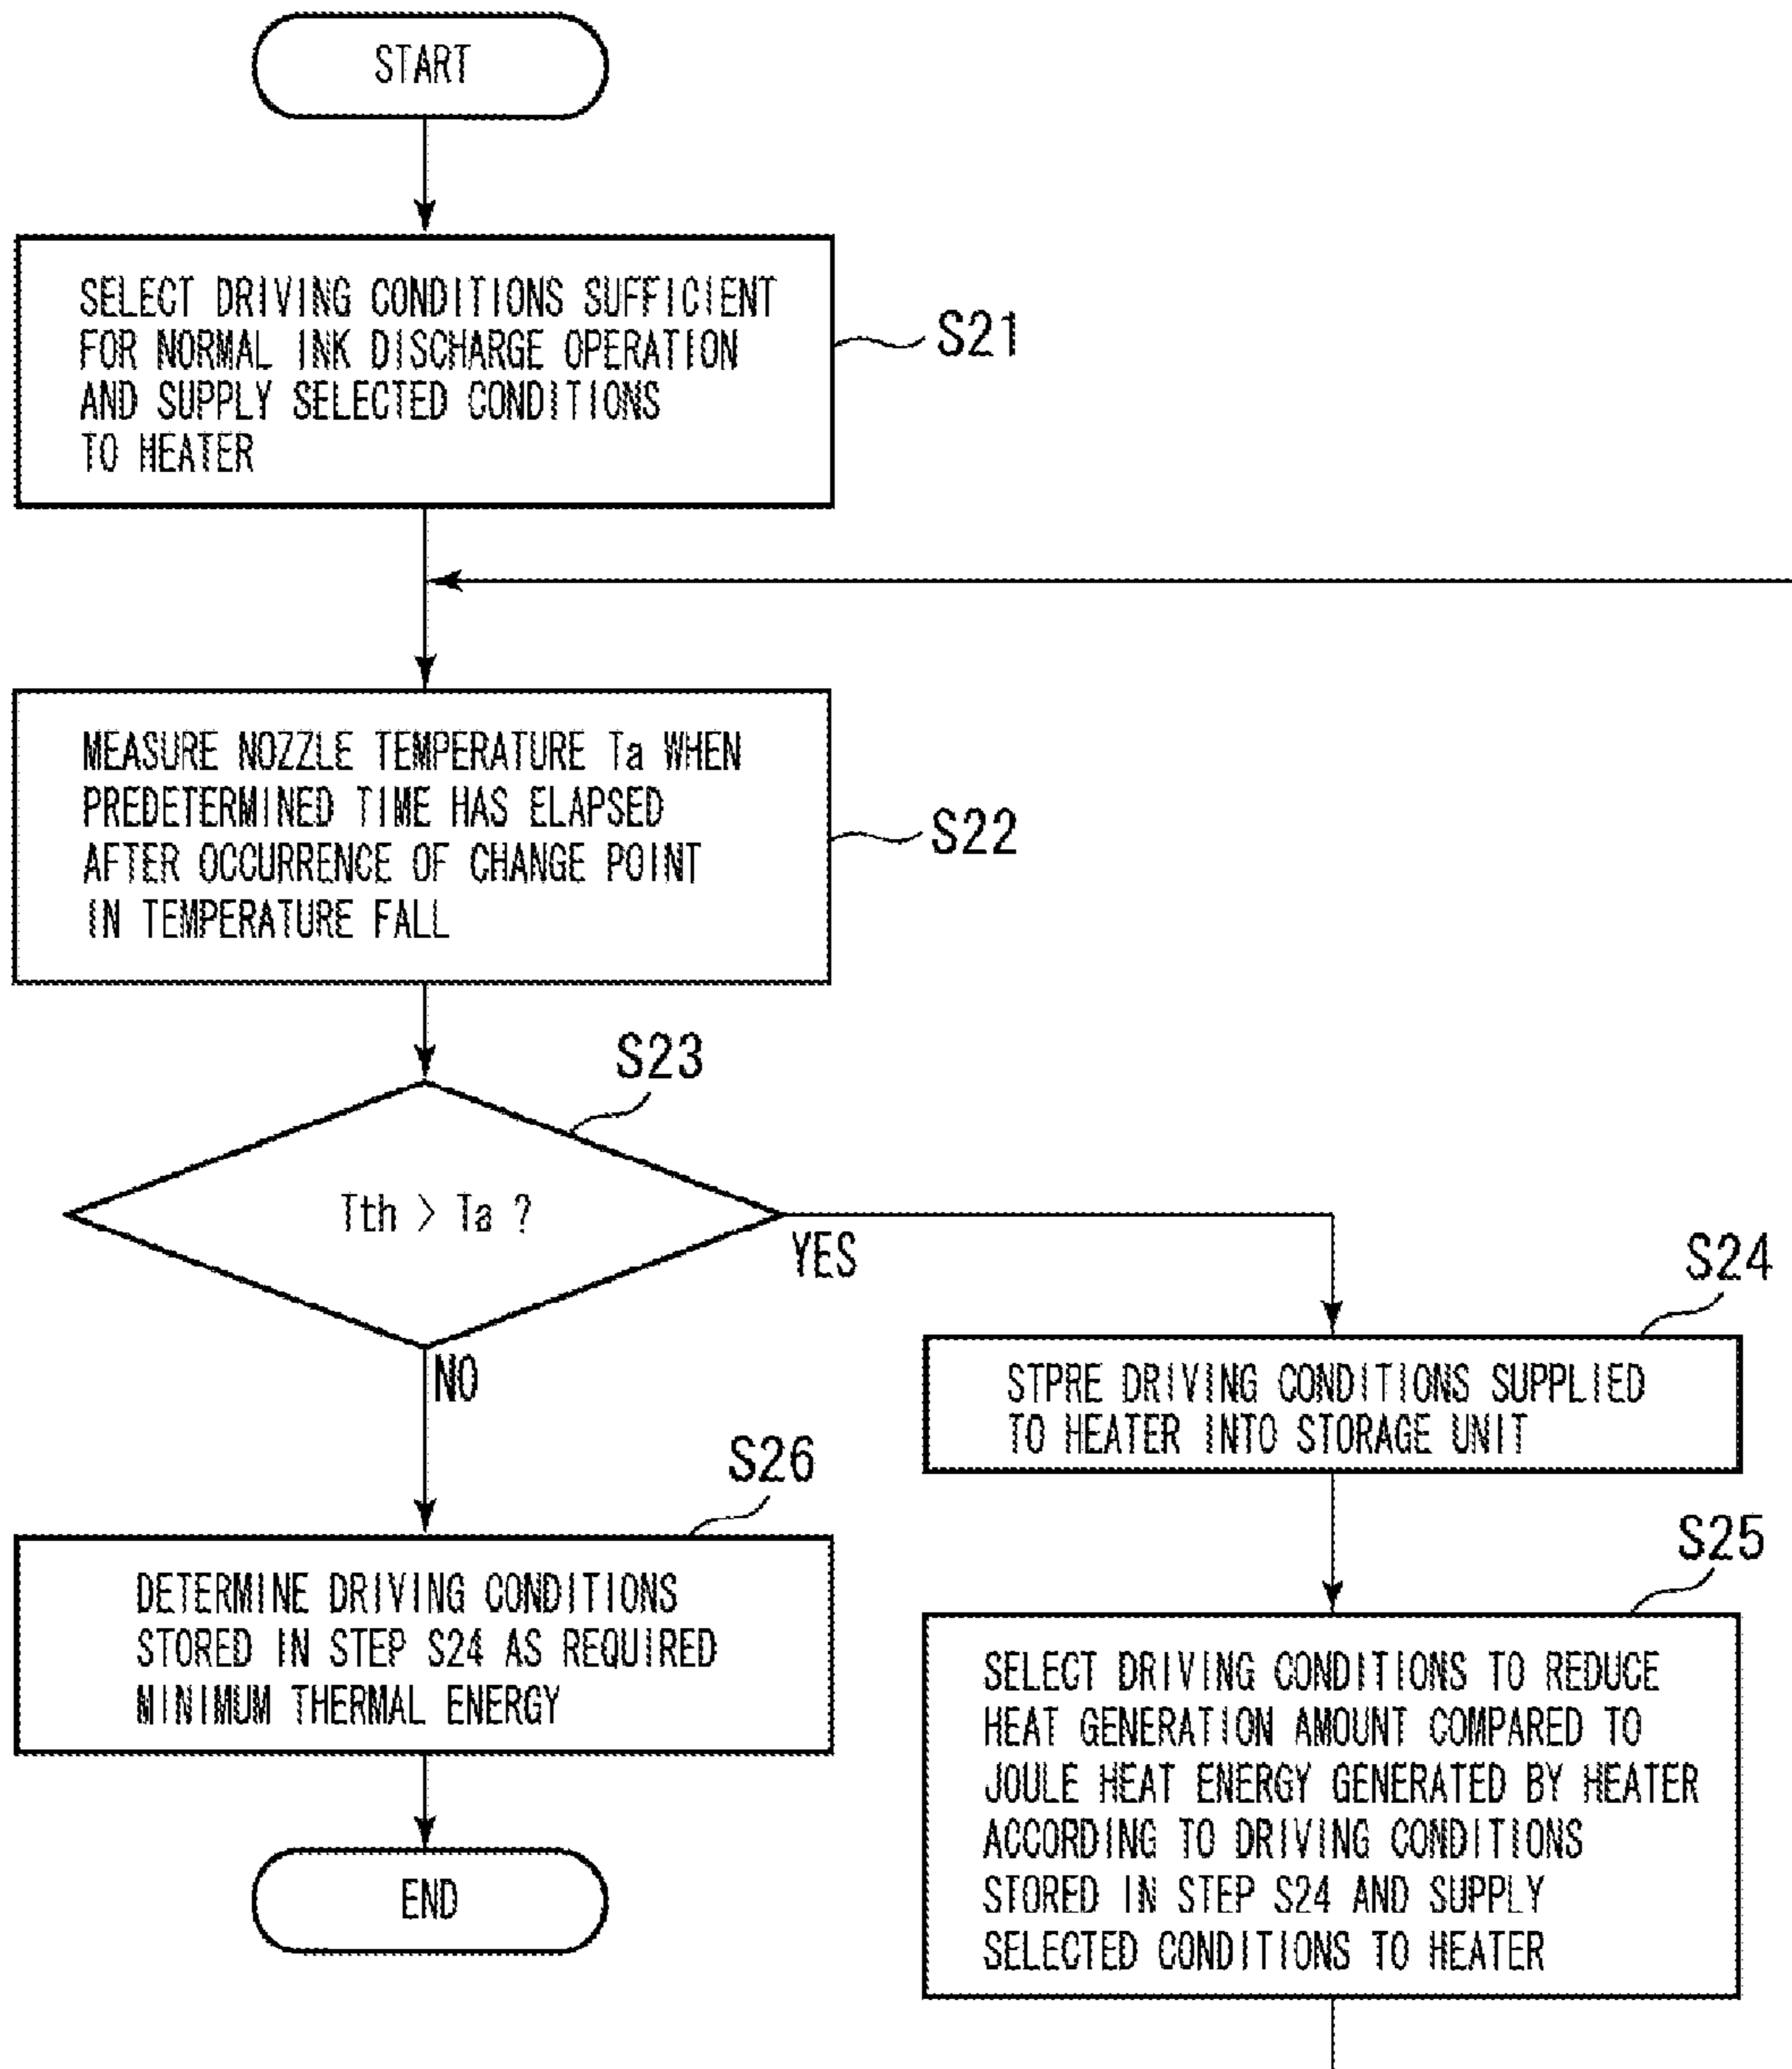 START
SELECT DRIVING CONDITIONS SUFFICIENT
FOR NORMAL INK DISCHARGE OPERATION
AND SUPPLY SELECTED CONDITIONS
TO HEATER
S21
MEASURE NOZZLE TEMPERATURE Ta WHEN
PREDETERMINED TIME HAS ELAPSED
AFTER OCCURRENCE OF CHANGE POINT
IN TEMPERATURE FALL
S22
S23
Tth > Ta ?
YES
NO
S24
STPRE DRIVING CONDITIONS SUPPLIED
TO HEATER INTO STORAGE UNIT
S25
SELECT DRIVING CONDITIONS TO REDUCE
HEAT GENERATION AMOUNT COMPARED TO
JOULE HEAT ENERGY GENERATED BY HEATER
ACCORDING TO DRIVING CONDITIONS
STORED IN STEP S24 AND SUPPLY
SELECTED CONDITIONS TO HEATER
S26
DETERMINE DRIVING CONDITIONS
STORED IN STEP S24 AS REQUIRED
MINIMUM THERMAL ENERGY
END